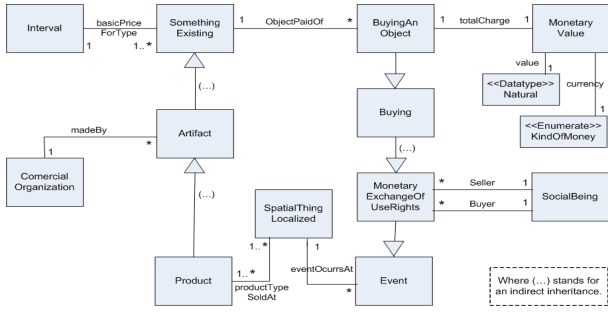 Interval
1
basicPrice
ForType
1..*
Something
Existing
1
ObjectPaidOf
*
BuyingAn
Object
1
totalCharge
1
Monetary
Value
value
1
currency
1
<<Datatype>>
Natural
<<Enumerate>>
KindOfMoney
(...)
Buying
(...)
Artifact
madeBy
*
1
Comercial
Organization
(...)
Monetary
ExchangeOf
UseRights
*
Seller
1
*
Buyer
1
SocialBeing
SpatialThing
Localized
1..*
1
Product
1..*
productType
SoldAt
eventOcurrsAt
*
Event
Where (...) stands for
an indirect inheritance.